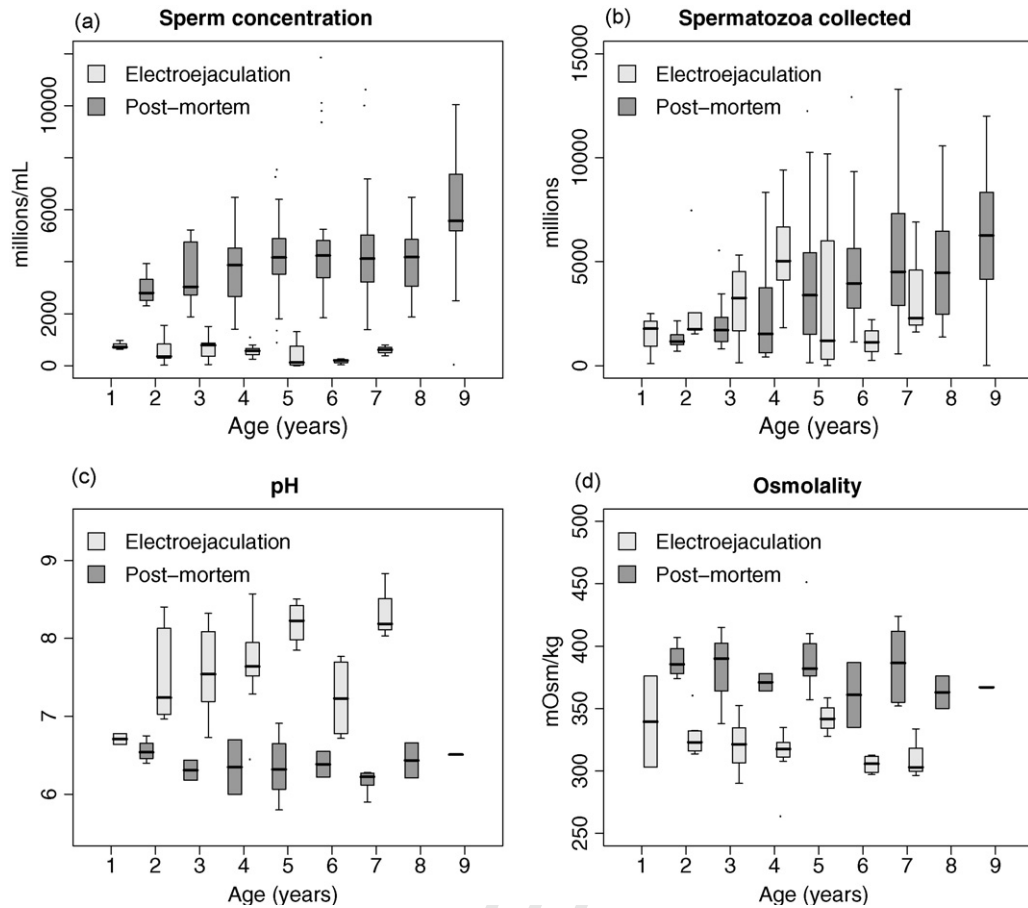 (a) Sperm concentration
Electroejaculation
Post−mortem
millions/mL
0 2000 6000 10000
1 2 3 4 5 6 7 8 9
Age (years)
(b) Spermatozoa collected
Electroejaculation
Post−mortem
millions
0 5000 10000 15000
1 2 3 4 5 6 7 8 9
Age (years)
(c) pH
Electroejaculation
Post−mortem
6 7 8 9
1 2 3 4 5 6 7 8 9
Age (years)
(d) Osmolality
Electroejaculation
Post−mortem
mOsm/kg
250 300 350 400 450 500
1 2 3 4 5 6 7 8 9
Age (years)